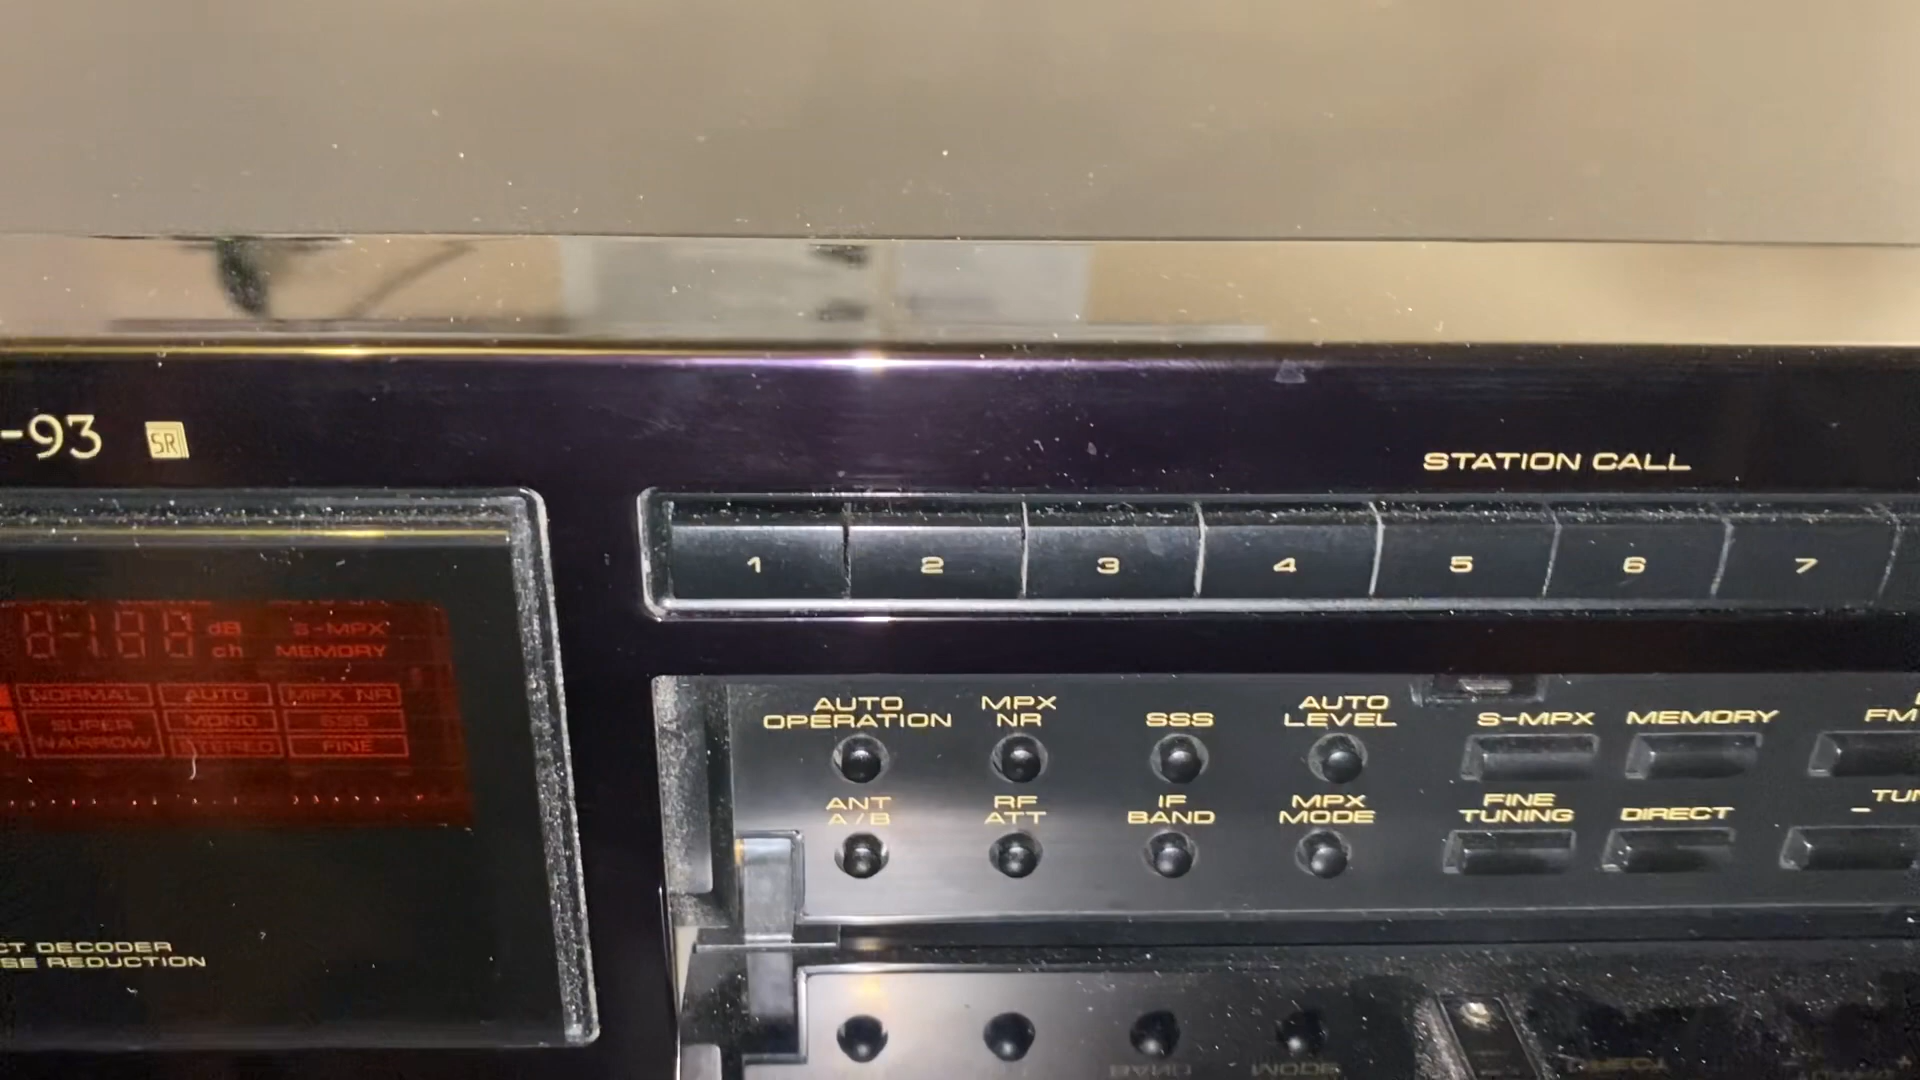 -93 SR
STATION CALL
1 2 3 4 5 6 7
dB S-MPX
ch MEMORY
NORMAL AUTO MPX NR
SUPER NARROW MONO SSS
STEREO FINE
AUTO OPERATION
MPX NR
SSS
AUTO LEVEL
S-MPX
MEMORY
FM
ANT A/B
RF ATT
IF BAND
MPX MODE
FINE TUNING
DIRECT
TUN
CT DECODER
SE REDUCTION